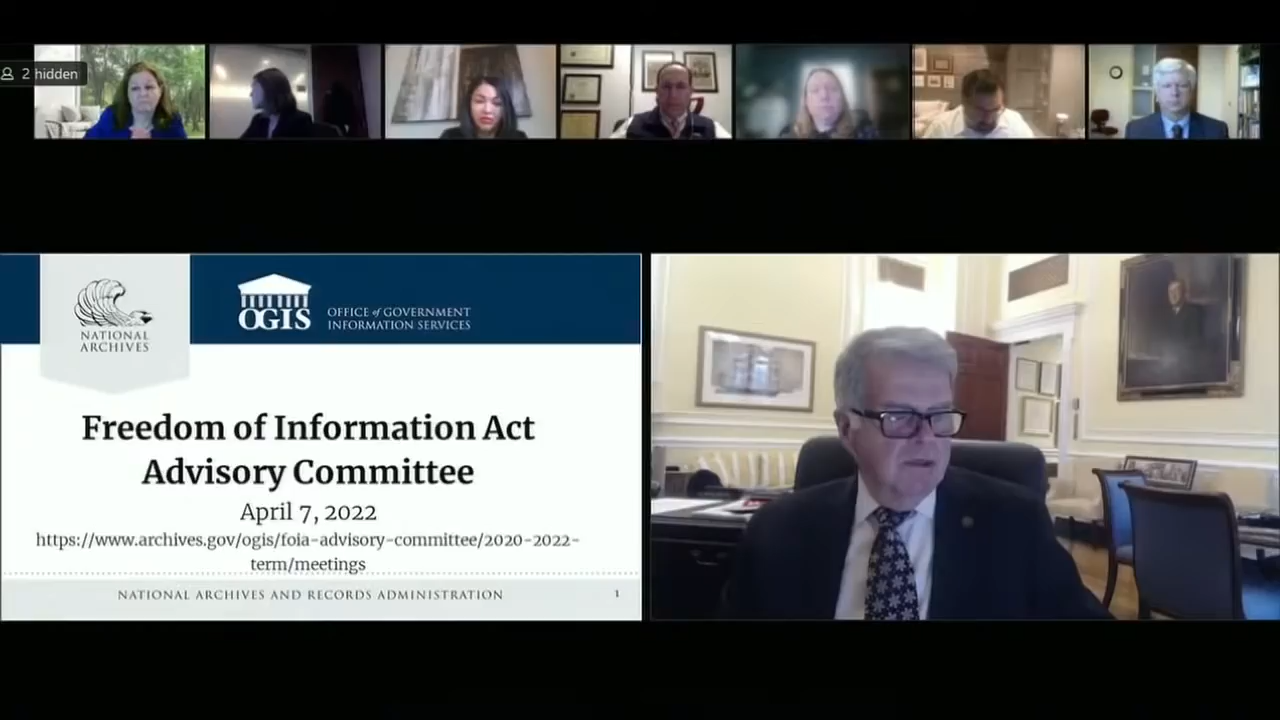 2 hidden
NATIONAL
ARCHIVES
OGIS
OFFICE of GOVERNMENT
INFORMATION SERVICES
Freedom of Information Act
Advisory Committee
April 7, 2022
https://www.archives.gov/ogis/foia-advisory-committee/2020-2022-
term/meetings
NATIONAL ARCHIVES AND RECORDS ADMINISTRATION
1